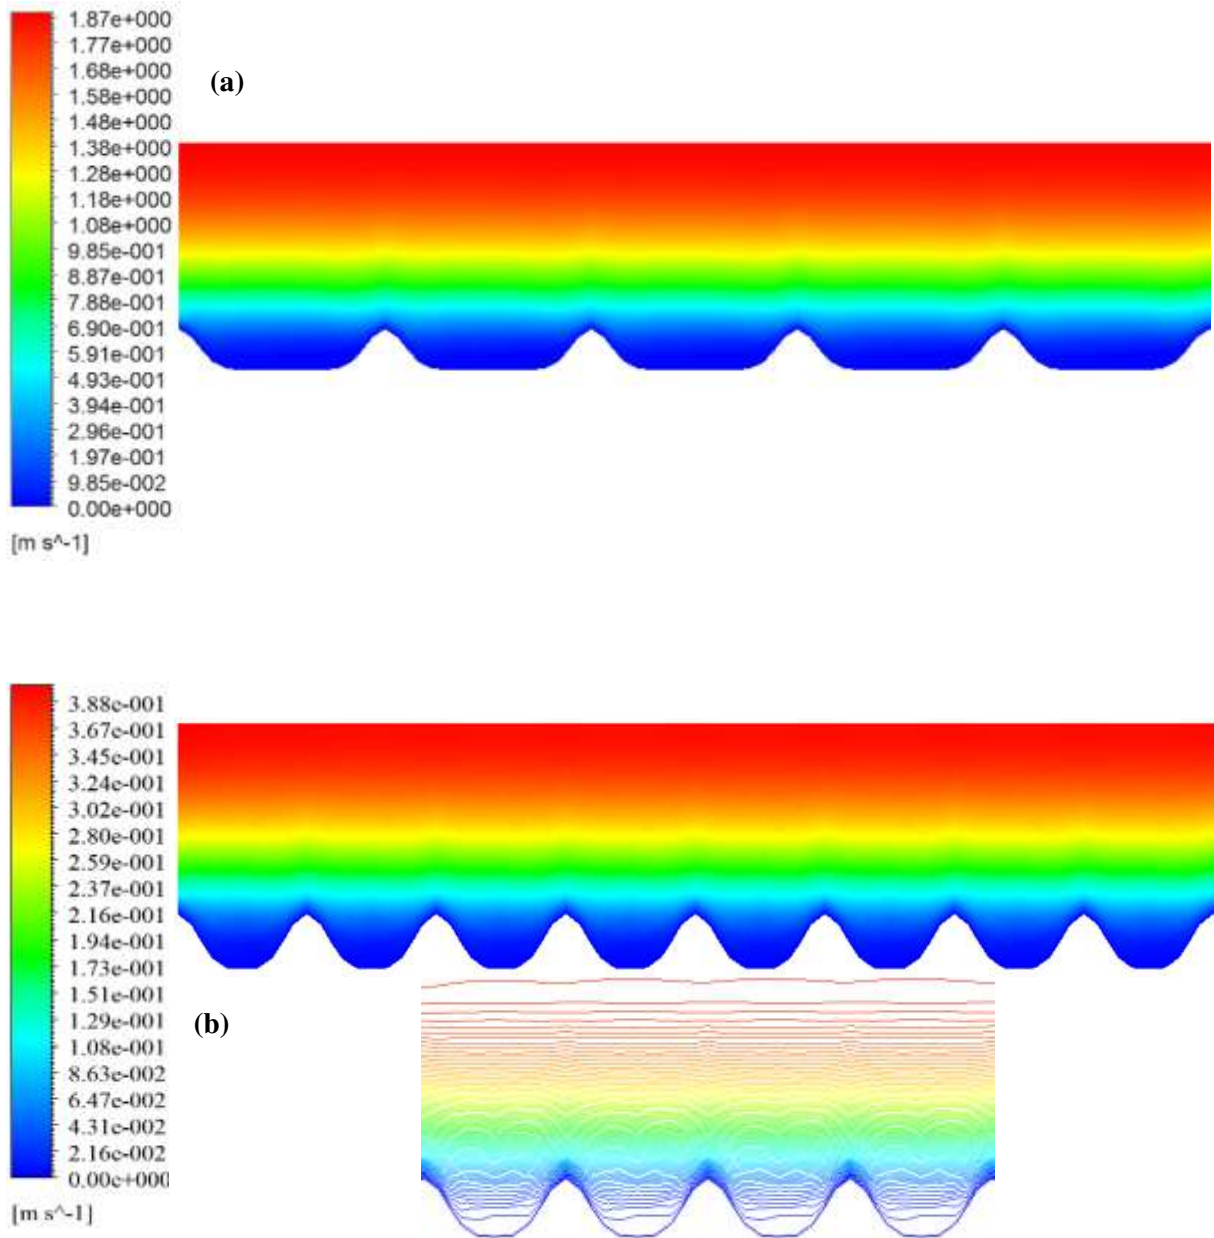 1.87e+000
1.77e+000
1.68e+000
(a)
1.58e+000
1.48e+000
1.38e+000
1.28e+000
1.18e+000
1.08e+000
9.85e-001
8.87e-001
7.88e-001
6.90e-001
5.91e-001
4.93e-001
3.94e-001
2.96e-001
1.97e-001
9.85e-002
0.00e+000
[m s^-1]
3.88e-001
3.67e-001
3.45e-001
3.24e-001
3.02e-001
2.80e-001
2.59e-001
2.37e-001
2.16e-001
1.94e-001
1.73e-001
1.51e-001
(b)
1.29e-001
1.08e-001
8.63e-002
6.47e-002
4.31e-002
2.16e-002
0.00e+000
[m s^-1]